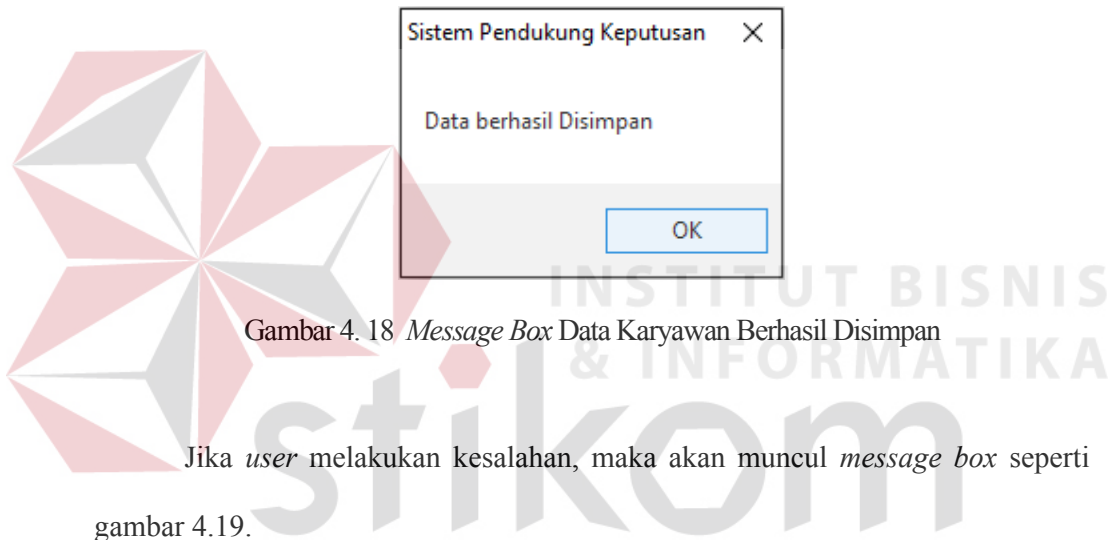 Sistem Pendukung Keputusan
Data berhasil Disimpan
OK
INSTITUT BISNIS
& INFORMATIKA
stikom
Gambar 4. 18 Message Box Data Karyawan Berhasil Disimpan
Jika user melakukan kesalahan, maka akan muncul message box seperti
gambar 4.19.